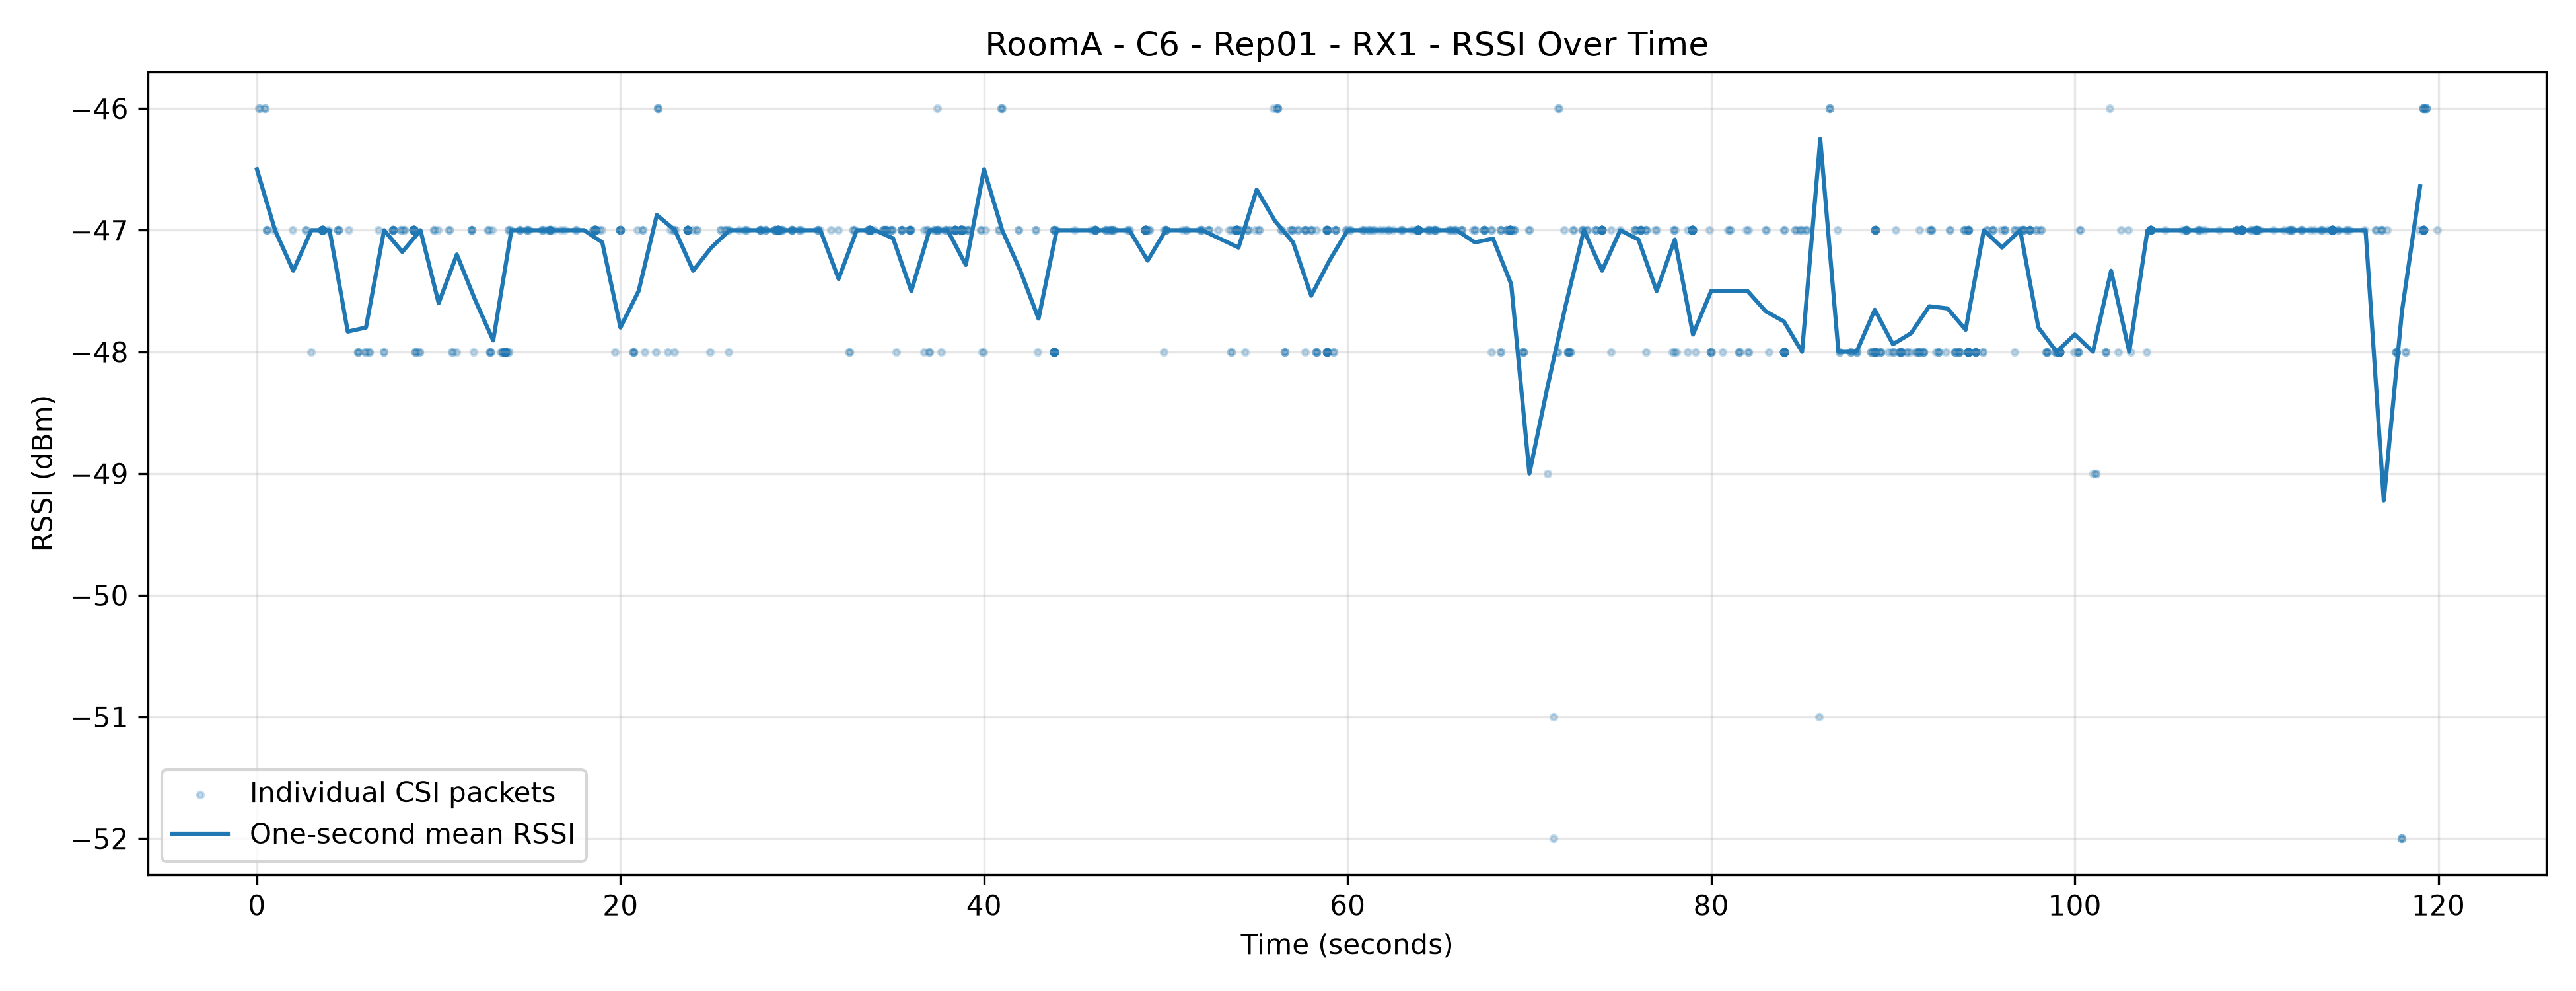 RoomA - C6 - Rep01 - RX1 - RSSI Over Time
RSSI (dBm)
−46
−47
−48
−49
−50
−51
−52
Individual CSI packets
One-second mean RSSI
0 20 40 60 80 100 120
Time (seconds)